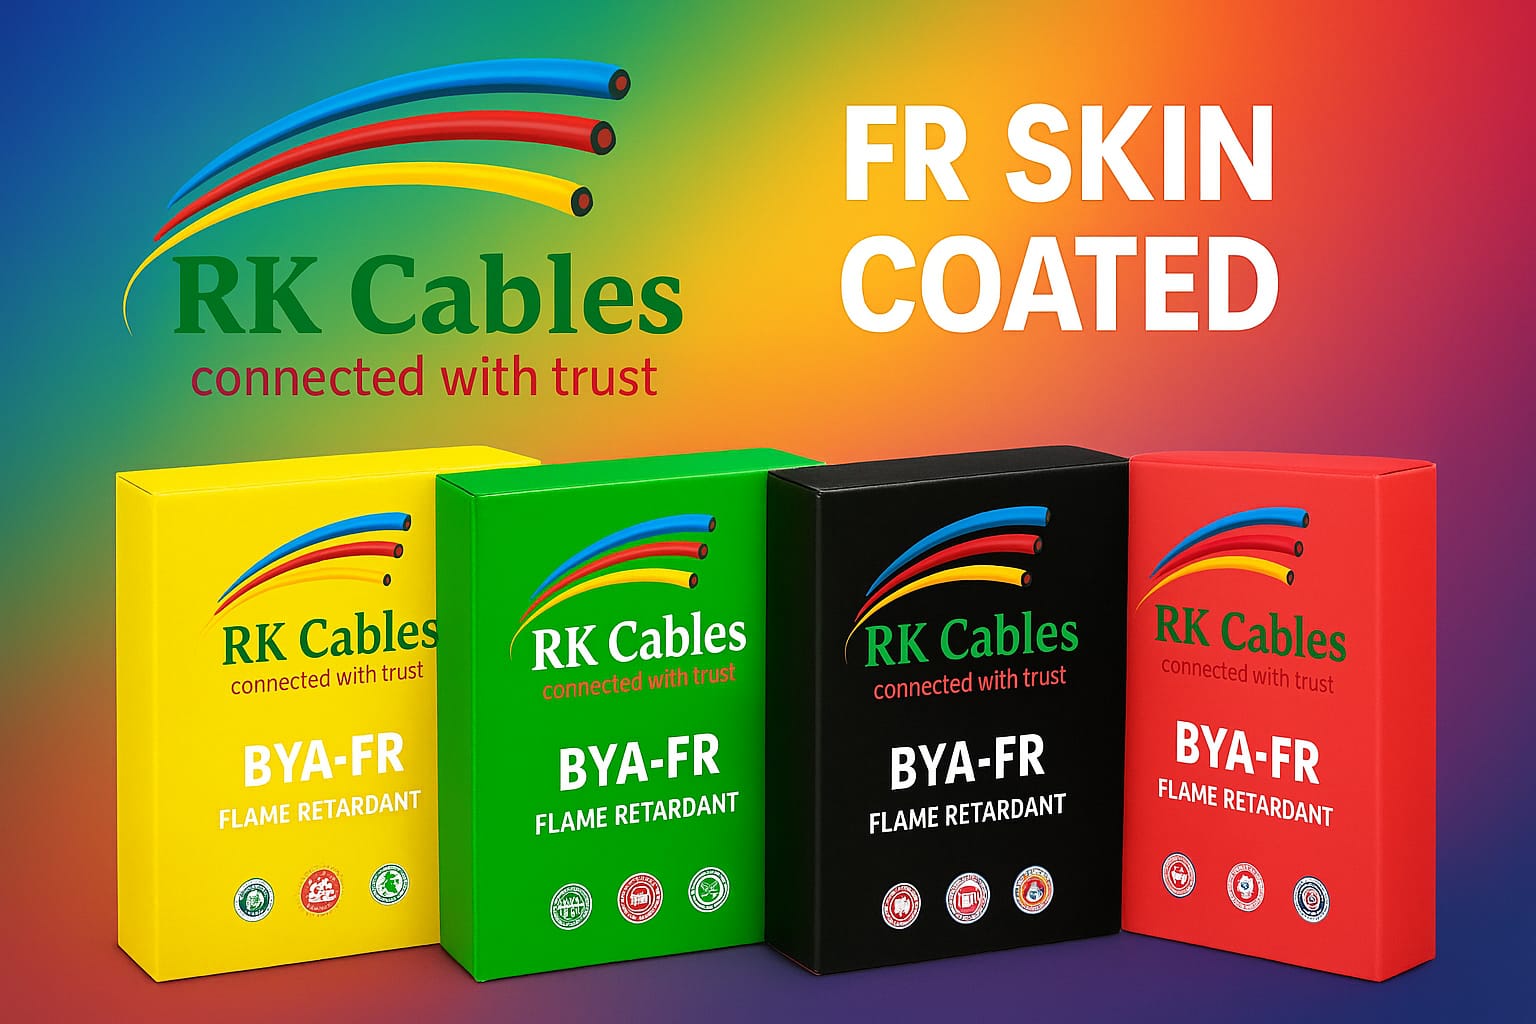 RK Cables
connected with trust
FR SKIN
COATED
RK Cables
connected with trust
BYA-FR
FLAME RETARDANT
RK Cables
connected with trust
BYA-FR
FLAME RETARDANT
RK Cables
connected with trust
BYA-FR
FLAME RETARDANT
RK Cables
connected with trust
BYA-FR
FLAME RETARDANT